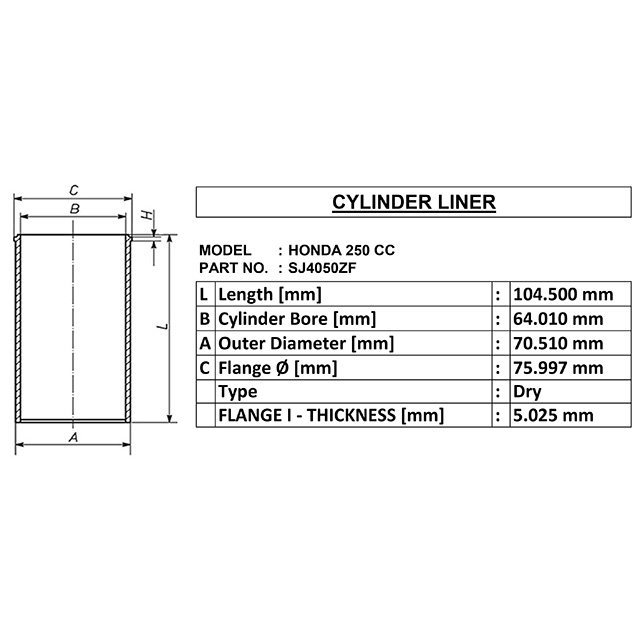 C
B
H
L
A
CYLINDER LINER
MODEL : HONDA 250 CC
PART NO. : SJ4050ZF
L Length [mm] : 104.500 mm
B Cylinder Bore [mm] : 64.010 mm
A Outer Diameter [mm] : 70.510 mm
C Flange Ø [mm] : 75.997 mm
Type : Dry
FLANGE I - THICKNESS [mm] : 5.025 mm